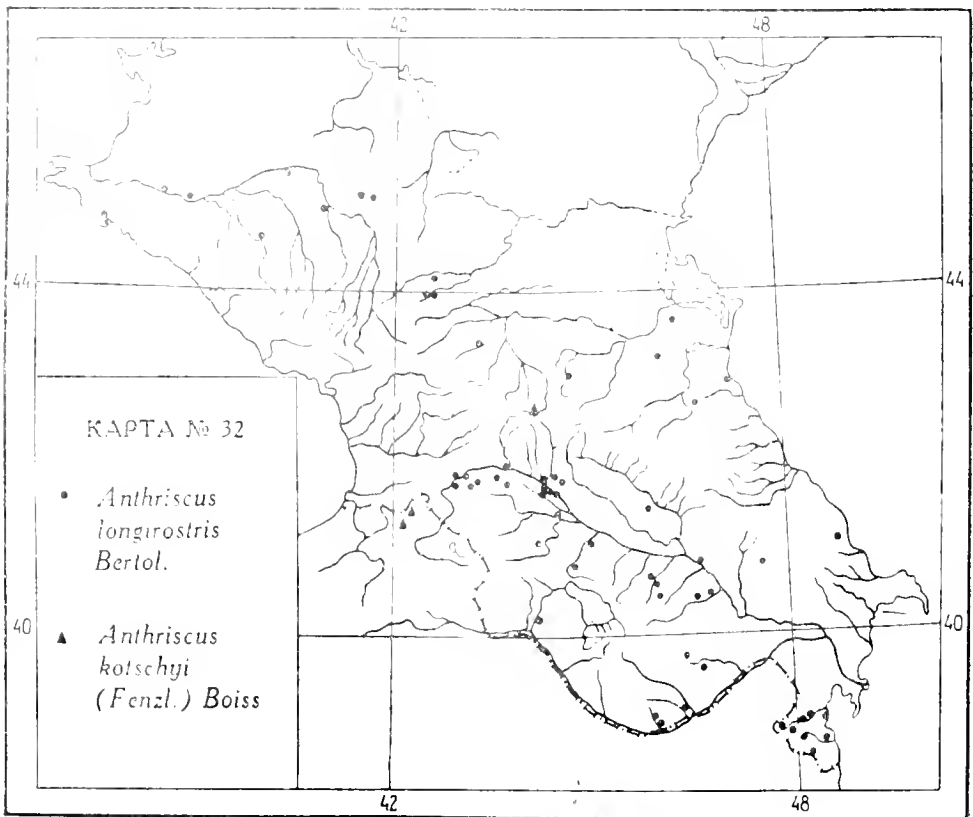 42 48
44 44
КАРТА № 32
Anthriscus
longirostris
Bertol.
40 40
Anthriscus
kotschyi
(Fenzl.) Boiss
42 48